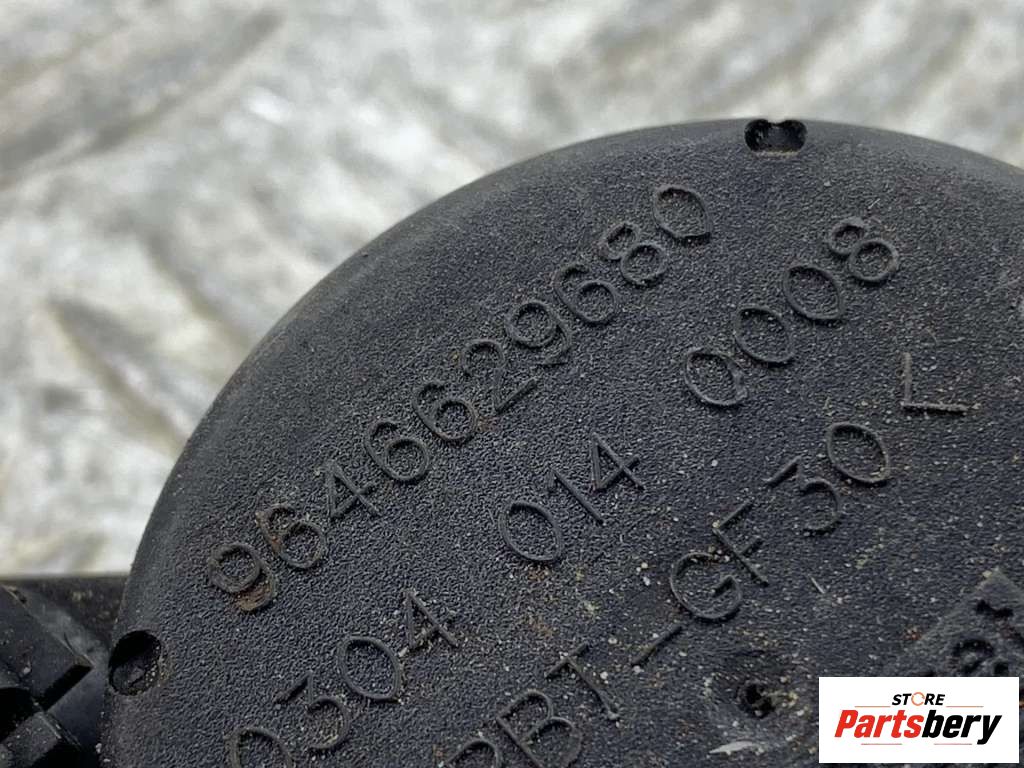 9646629680
0304 014 0008
PBT-GF30 L
STORE
Partsbery